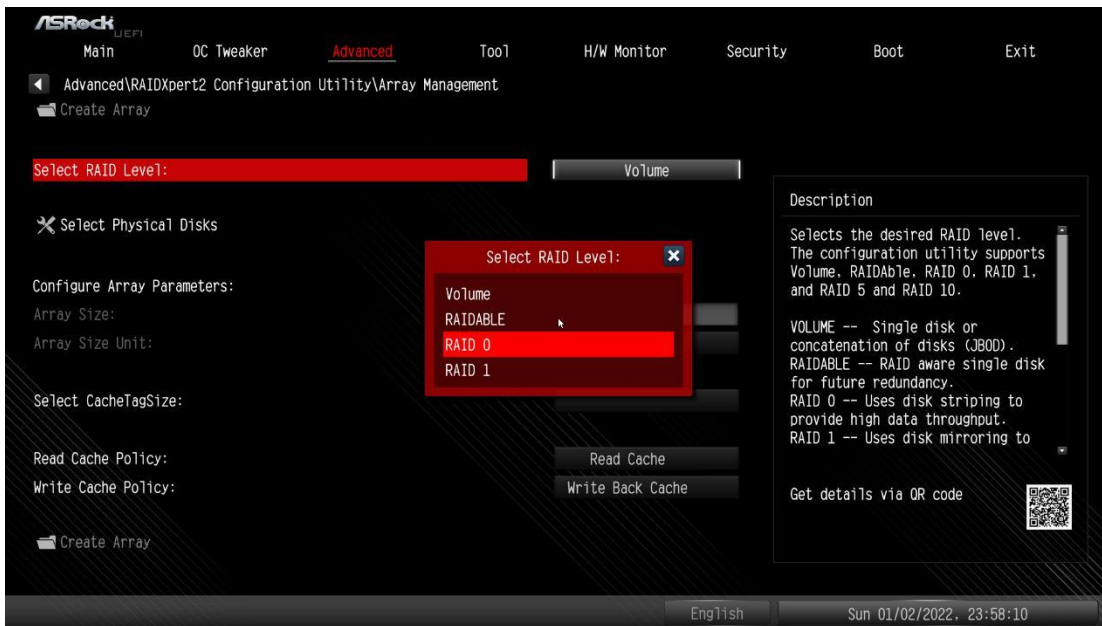 ASRock UEFI
Main OC Tweaker Advanced Tool H/W Monitor Security Boot Exit
Advanced\RAIDXpert2 Configuration Utility\Array Management
Create Array
Select RAID Level: Volume
Select Physical Disks
Configure Array Parameters:
Array Size:
Array Size Unit:
Select CacheTagSize:
Read Cache Policy: Read Cache
Write Cache Policy: Write Back Cache
Create Array
Select RAID Level:
Volume
RAIDABLE
RAID 0
RAID 1
Description
Selects the desired RAID level.
The configuration utility supports
Volume, RAIDAble, RAID 0, RAID 1,
and RAID 5 and RAID 10.
VOLUME -- Single disk or
concatenation of disks (JBOD).
RAIDABLE -- RAID aware single disk
for future redundancy.
RAID 0 -- Uses disk striping to
provide high data throughput.
RAID 1 -- Uses disk mirroring to
Get details via QR code
English Sun 01/02/2022, 23:58:10